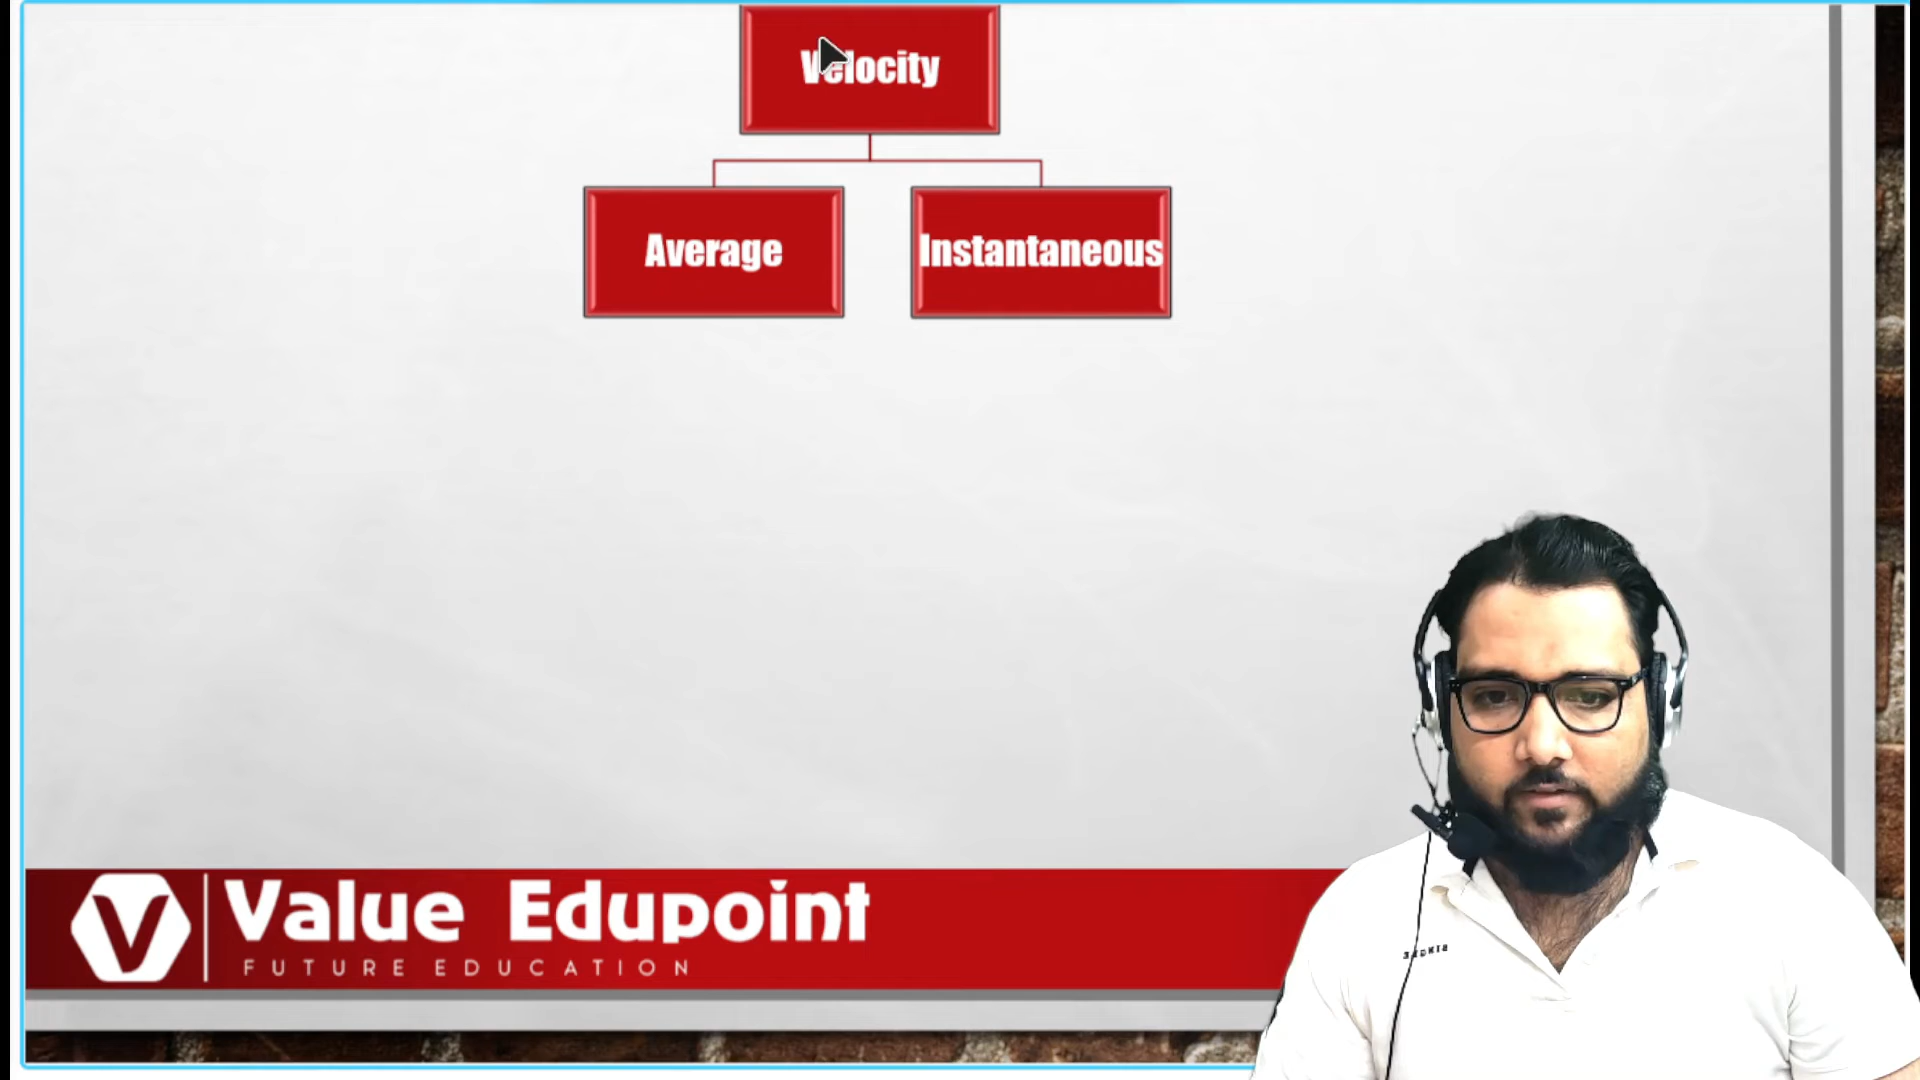 Velocity
Average
Instantaneous
Value Edupoint
FUTURE EDUCATION